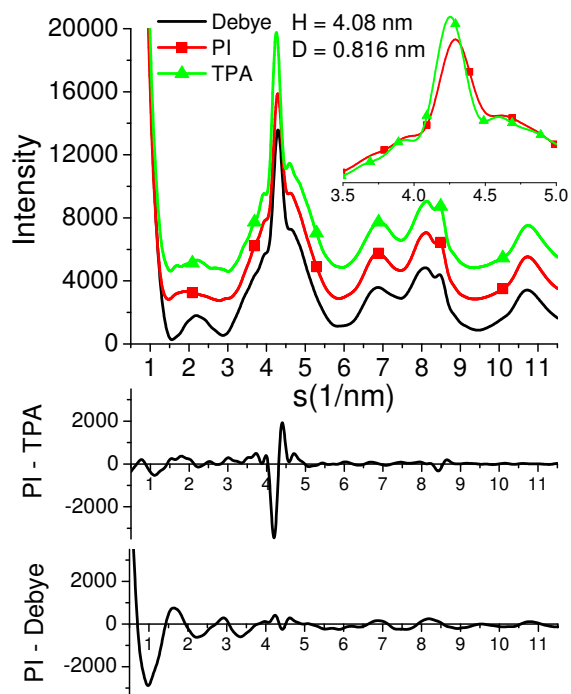 Debye H = 4.08 nm
PI D = 0.816 nm
TPA
20000
16000
12000
8000
4000
0
Intensity
3.5 4.0 4.5 5.0
1 2 3 4 5 6 7 8 9 10 11
s(1/nm)
PI - TPA
2000
0
-2000
1 2 3 4 5 6 7 8 9 10 11
PI - Debye
2000
0
-2000
1 2 3 4 5 6 7 8 9 10 11